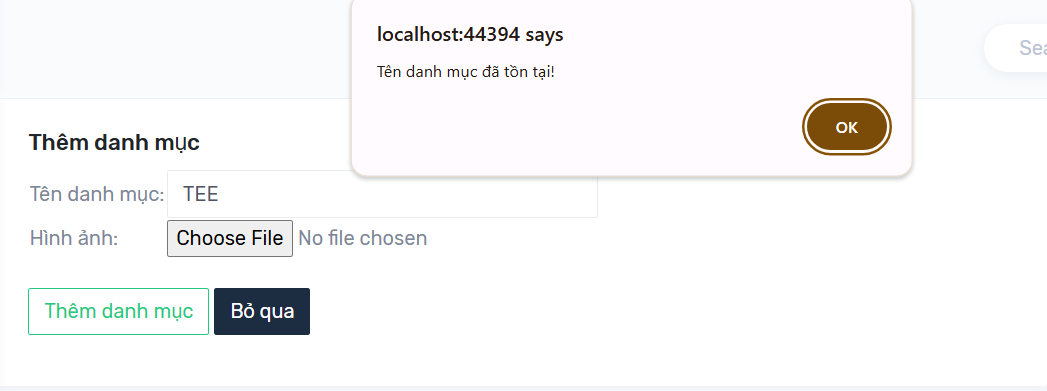 localhost:44394 says
Tên danh mục đã tồn tại!
OK
Sea
Thêm danh mục
Tên danh mục: TEE
Hình ảnh: Choose File No file chosen
Thêm danh mục Bỏ qua